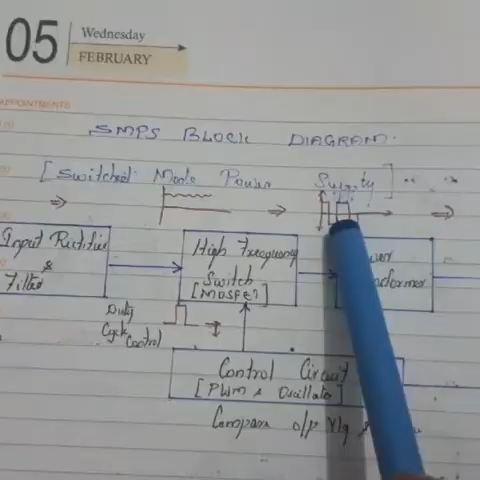 05 Wednesday
FEBRUARY
APPOINTMENTS
SMPS BLOCK DIAGRAM.
[Switched Mode Power Supply]
Input Rectifier
&
Filter
High Frequency
Switch
[MOSFET]
Duty
Cycle
Control
Control Circuit
[PWM & Oscillator]
Compare o/p Vtg &